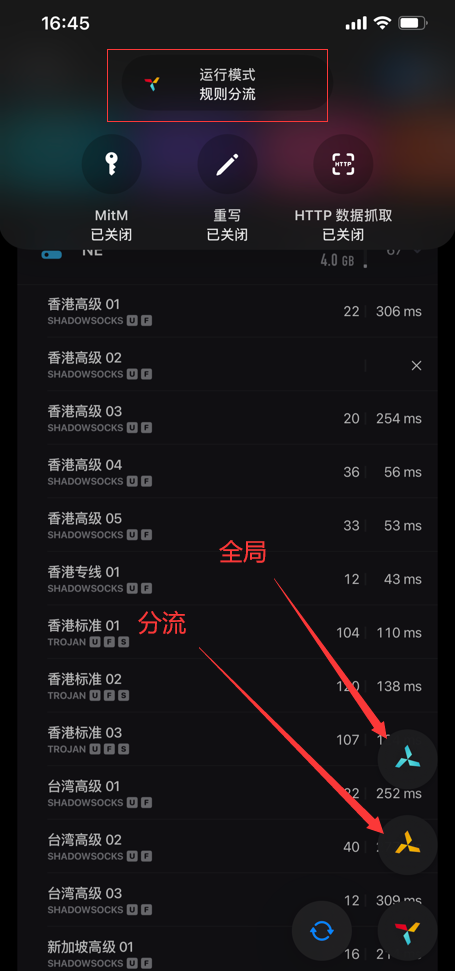 16:45
运行模式
规则分流
HTTP
MitM
已关闭
重写
已关闭
HTTP 数据抓取
已关闭
NE
4.0 GB
67
香港高级 01
SHADOWSOCKS U F
22
306 ms
香港高级 02
SHADOWSOCKS U F
香港高级 03
SHADOWSOCKS U F
20
254 ms
香港高级 04
SHADOWSOCKS U F
36
56 ms
香港高级 05
SHADOWSOCKS U F
33
53 ms
全局
香港专线 01
SHADOWSOCKS U F
12
43 ms
分流
香港标准 01
TROJAN U F S
104
110 ms
香港标准 02
TROJAN U F S
120
138 ms
香港标准 03
TROJAN U F S
107
台湾高级 01
SHADOWSOCKS U F
252 ms
台湾高级 02
SHADOWSOCKS U F
40
台湾高级 03
SHADOWSOCKS U F
12
309 ms
新加坡高级 01
SHADOWSOCKS U F
16